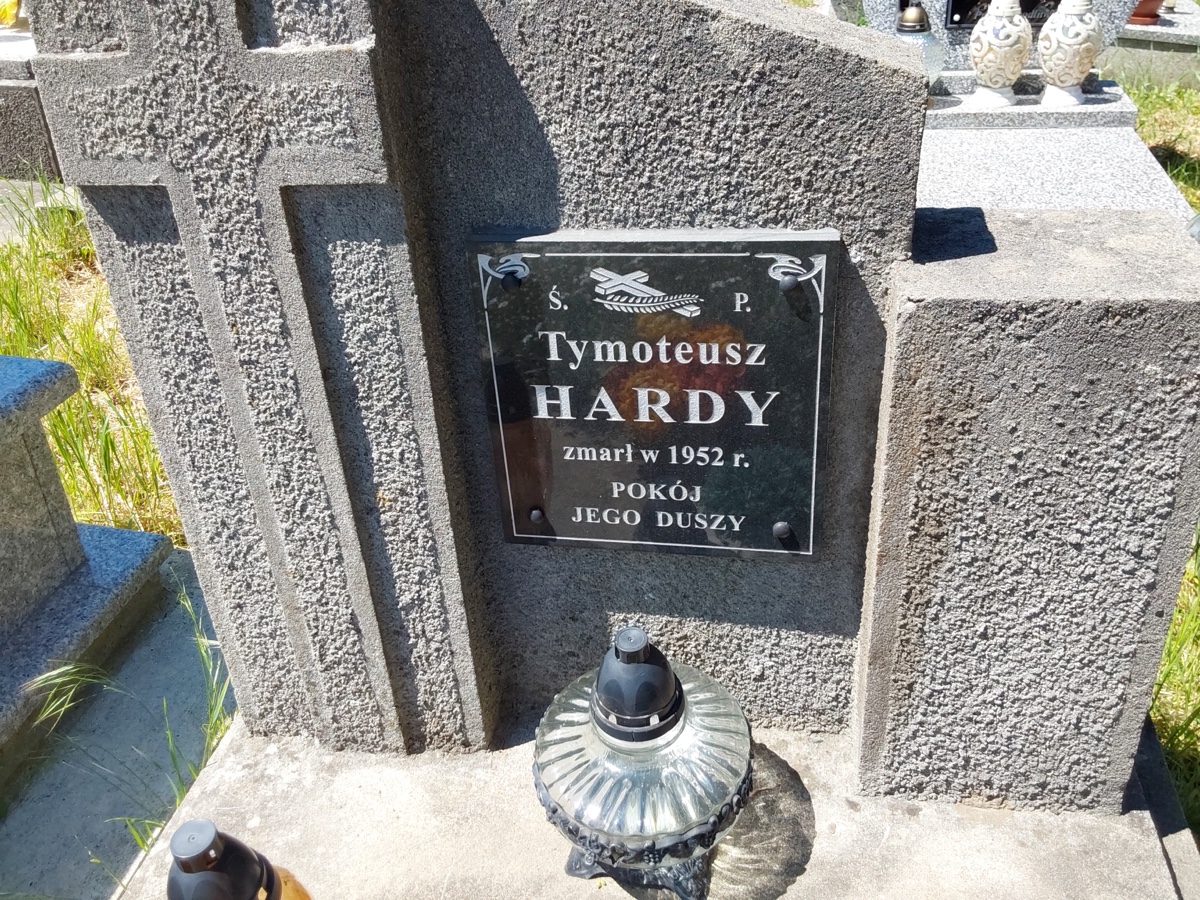 Ś. P.
Tymoteusz
HARDY
zmarł w 1952 r.
POKÓJ
JEGO DUSZY